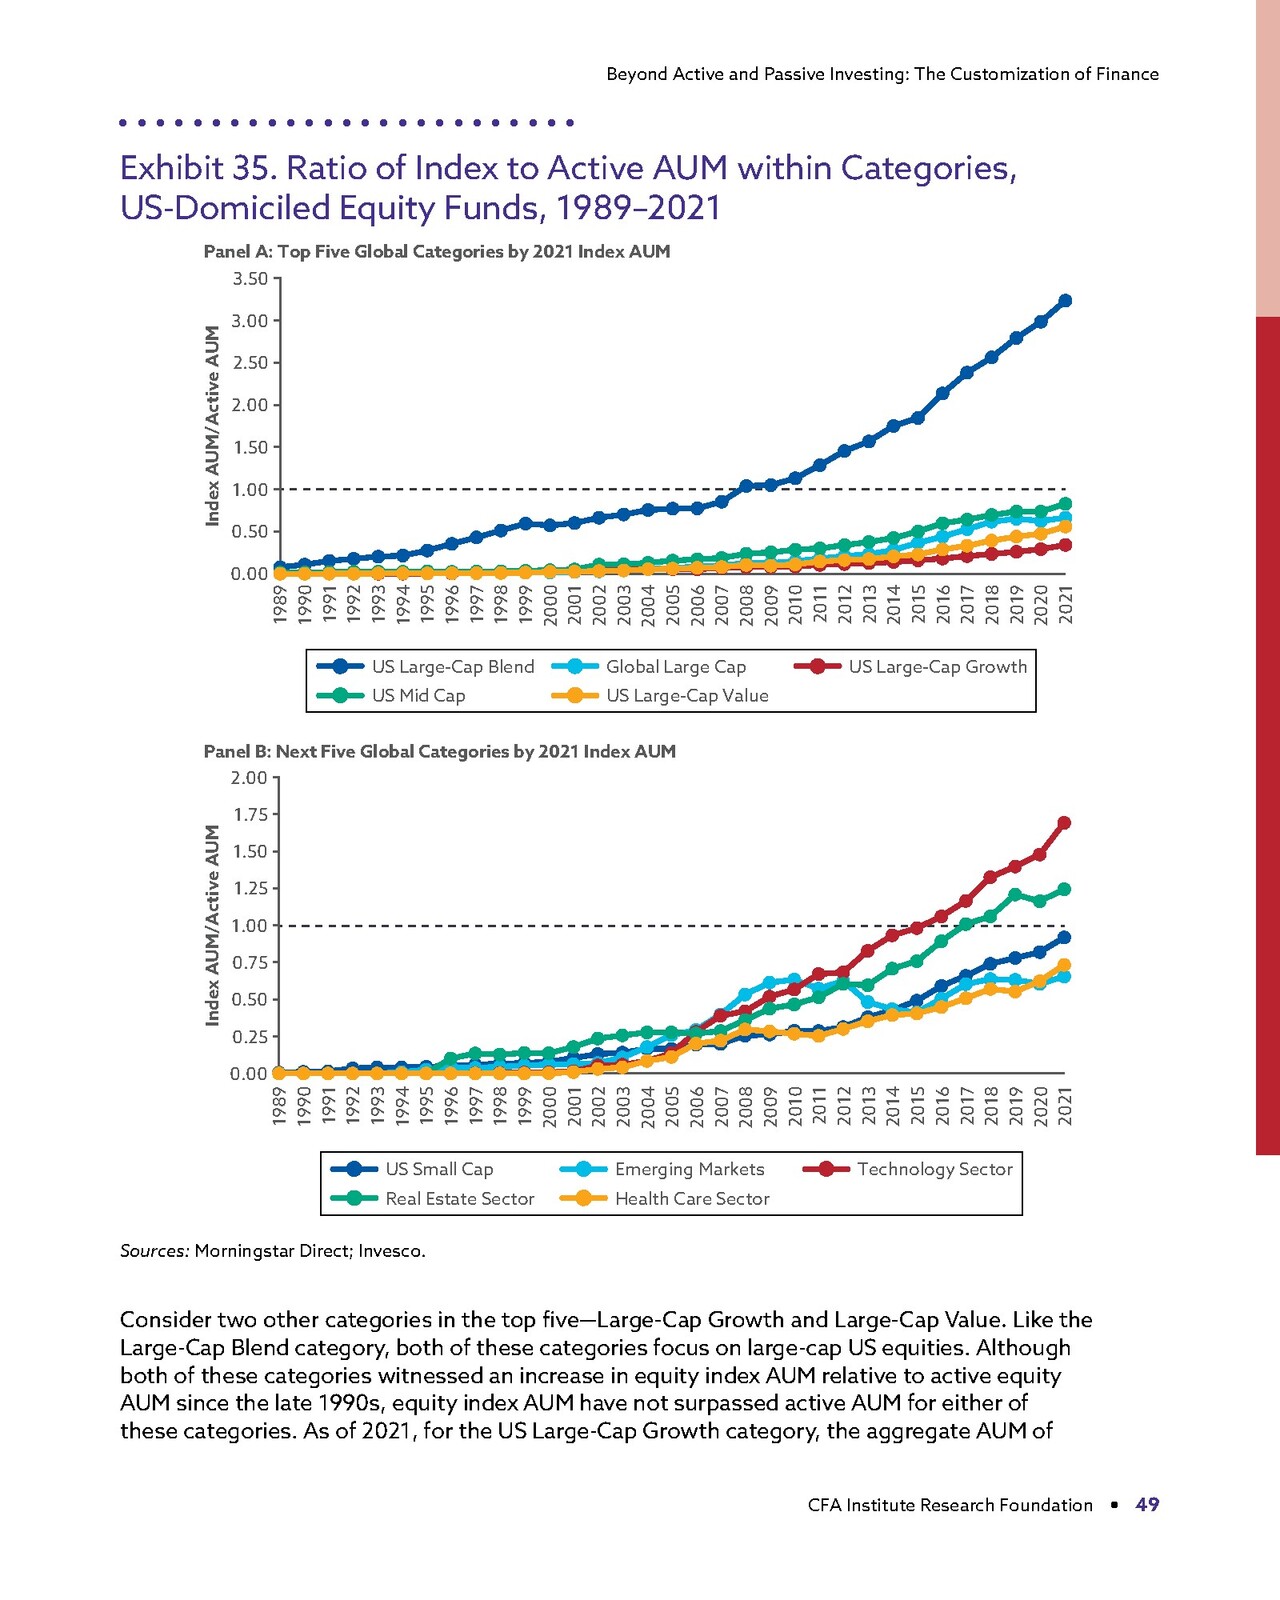 Beyond Active and Passive Investing: The Customization of Finance
Exhibit 35. Ratio of Index to Active AUM within Categories,
US-Domiciled Equity Funds, 1989–2021
Panel A: Top Five Global Categories by 2021 Index AUM
Index AUM/Active AUM
3.50
3.00
2.50
2.00
1.50
1.00
0.50
0.00
1989 1990 1991 1992 1993 1994 1995 1996 1997 1998 1999 2000 2001 2002 2003 2004 2005 2006 2007 2008 2009 2010 2011 2012 2013 2014 2015 2016 2017 2018 2019 2020 2021
US Large-Cap Blend Global Large Cap US Large-Cap Growth
US Mid Cap US Large-Cap Value
Panel B: Next Five Global Categories by 2021 Index AUM
Index AUM/Active AUM
2.00
1.75
1.50
1.25
1.00
0.75
0.50
0.25
0.00
1989 1990 1991 1992 1993 1994 1995 1996 1997 1998 1999 2000 2001 2002 2003 2004 2005 2006 2007 2008 2009 2010 2011 2012 2013 2014 2015 2016 2017 2018 2019 2020 2021
US Small Cap Emerging Markets Technology Sector
Real Estate Sector Health Care Sector
Sources: Morningstar Direct; Invesco.
Consider two other categories in the top five—Large-Cap Growth and Large-Cap Value. Like the
Large-Cap Blend category, both of these categories focus on large-cap US equities. Although
both of these categories witnessed an increase in equity index AUM relative to active equity
AUM since the late 1990s, equity index AUM have not surpassed active AUM for either of
these categories. As of 2021, for the US Large-Cap Growth category, the aggregate AUM of
CFA Institute Research Foundation • 49